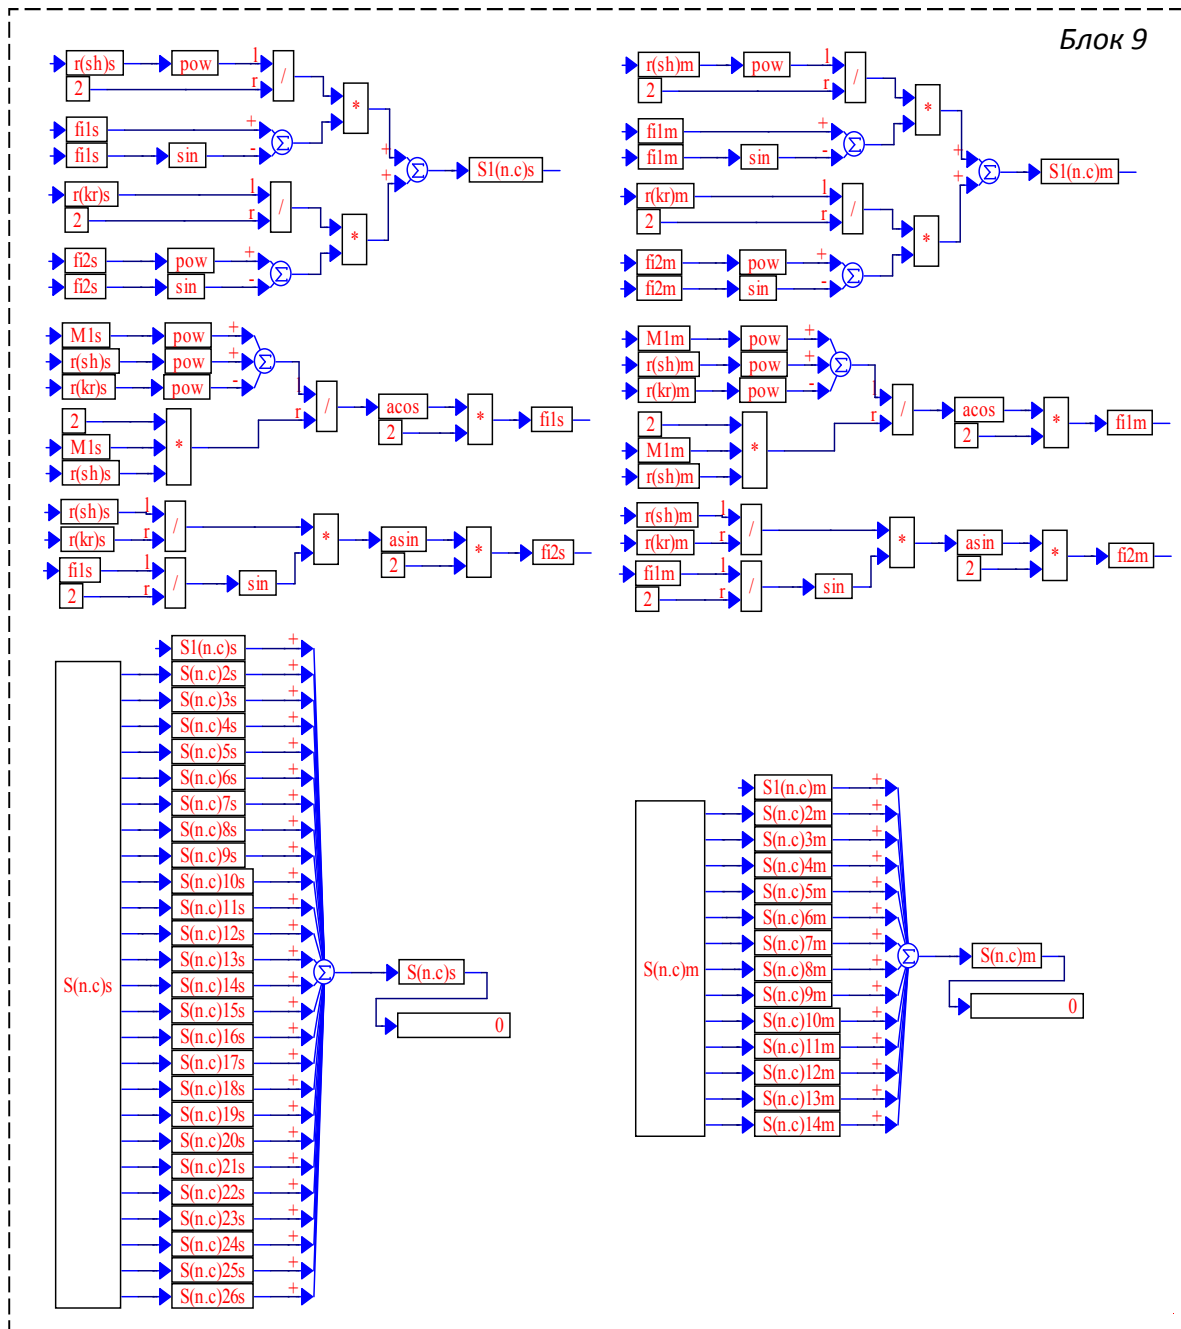 Блок 9
r(sh)s pow l
2 r /
*
fi1s +
fi1s sin - Σ
+
+ Σ S1(n.c)s
r(kr)s l
2 r /
*
fi2s pow +
fi2s sin - Σ
M1s pow +
r(sh)s pow + Σ
r(kr)s pow -
l
r / acos
2 * fi1s
2
M1s *
r(sh)s
r(sh)s l
r(kr)s r /
* asin
2 * fi2s
fi1s l
2 r / sin
r(sh)m pow l
2 r /
*
fi1m +
fi1m sin - Σ
+
+ Σ S1(n.c)m
r(kr)m l
2 r /
*
fi2m pow +
fi2m sin - Σ
M1m pow +
r(sh)m pow + Σ
r(kr)m pow -
l
r / acos
2 * fi1m
2
M1m *
r(sh)m
r(sh)m l
r(kr)m r /
* asin
2 * fi2m
fi1m l
2 r / sin
S(n.c)s
S1(n.c)s +
S(n.c)2s +
S(n.c)3s +
S(n.c)4s +
S(n.c)5s +
S(n.c)6s +
S(n.c)7s +
S(n.c)8s +
S(n.c)9s +
S(n.c)10s +
S(n.c)11s +
S(n.c)12s +
S(n.c)13s +
S(n.c)14s +
S(n.c)15s +
S(n.c)16s +
S(n.c)17s +
S(n.c)18s +
S(n.c)19s +
S(n.c)20s +
S(n.c)21s +
S(n.c)22s +
S(n.c)23s +
S(n.c)24s +
S(n.c)25s +
S(n.c)26s +
Σ S(n.c)s
0
S(n.c)m
S1(n.c)m +
S(n.c)2m +
S(n.c)3m +
S(n.c)4m +
S(n.c)5m +
S(n.c)6m +
S(n.c)7m +
S(n.c)8m +
S(n.c)9m +
S(n.c)10m +
S(n.c)11m +
S(n.c)12m +
S(n.c)13m +
S(n.c)14m +
Σ S(n.c)m
0